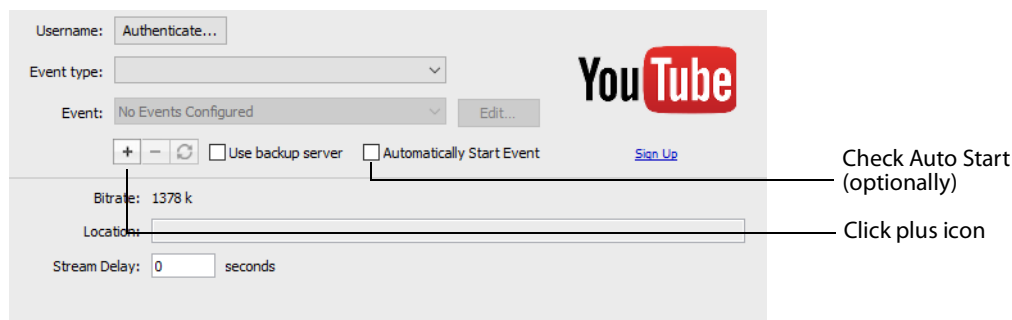 Username: Authenticate...
Event type:
YouTube
Event: No Events Configured Edit...
+ − Use backup server Automatically Start Event Sign Up
Check Auto Start
(optionally)
Bitrate: 1378 k
Location:
Click plus icon
Stream Delay: 0 seconds